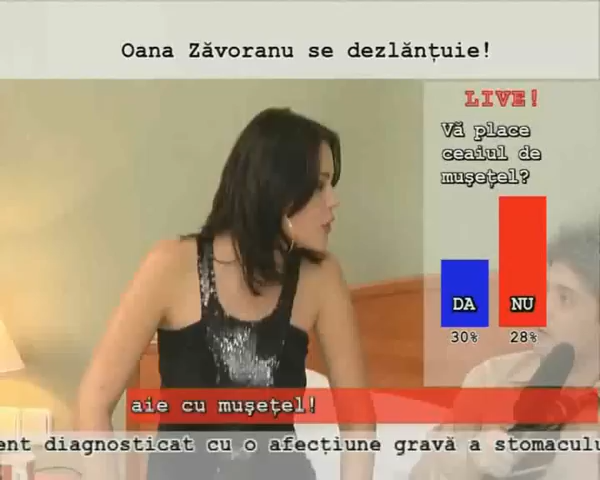 Oana Zăvoranu se dezlănțuie!
LIVE!
Vă place
ceaiul de
mușețel?
DA
NU
30%
28%
aie cu mușețel!
ent diagnosticat cu o afecțiune gravă a stomaculu